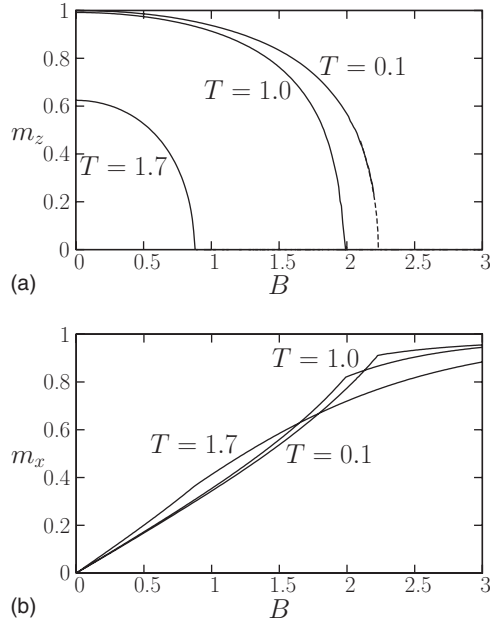 1
0.8
0.6
m_z
0.4
0.2
0
T = 0.1
T = 1.0
T = 1.7
0 0.5 1 1.5 2 2.5 3
(a)
B
1
0.8
0.6
m_x
0.4
0.2
0
T = 1.0
T = 1.7
T = 0.1
0 0.5 1 1.5 2 2.5 3
(b)
B